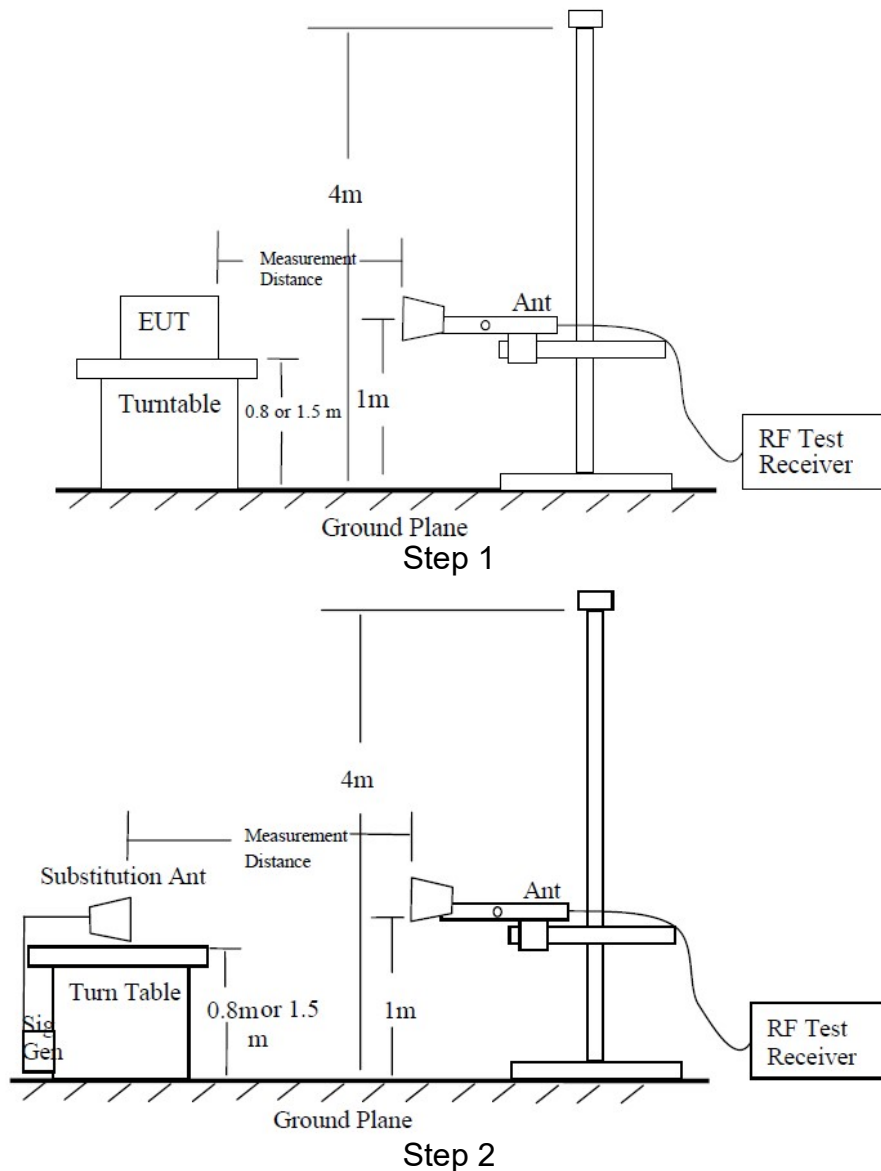 4m
Measurement
Distance
EUT
Ant
Turntable
0.8 or 1.5 m
1m
RF Test
Receiver
Ground Plane
Step 1
4m
Measurement
Distance
Substitution Ant
Ant
Turn Table
0.8m or 1.5
m
1m
Sig
Gen
RF Test
Receiver
Ground Plane
Step 2